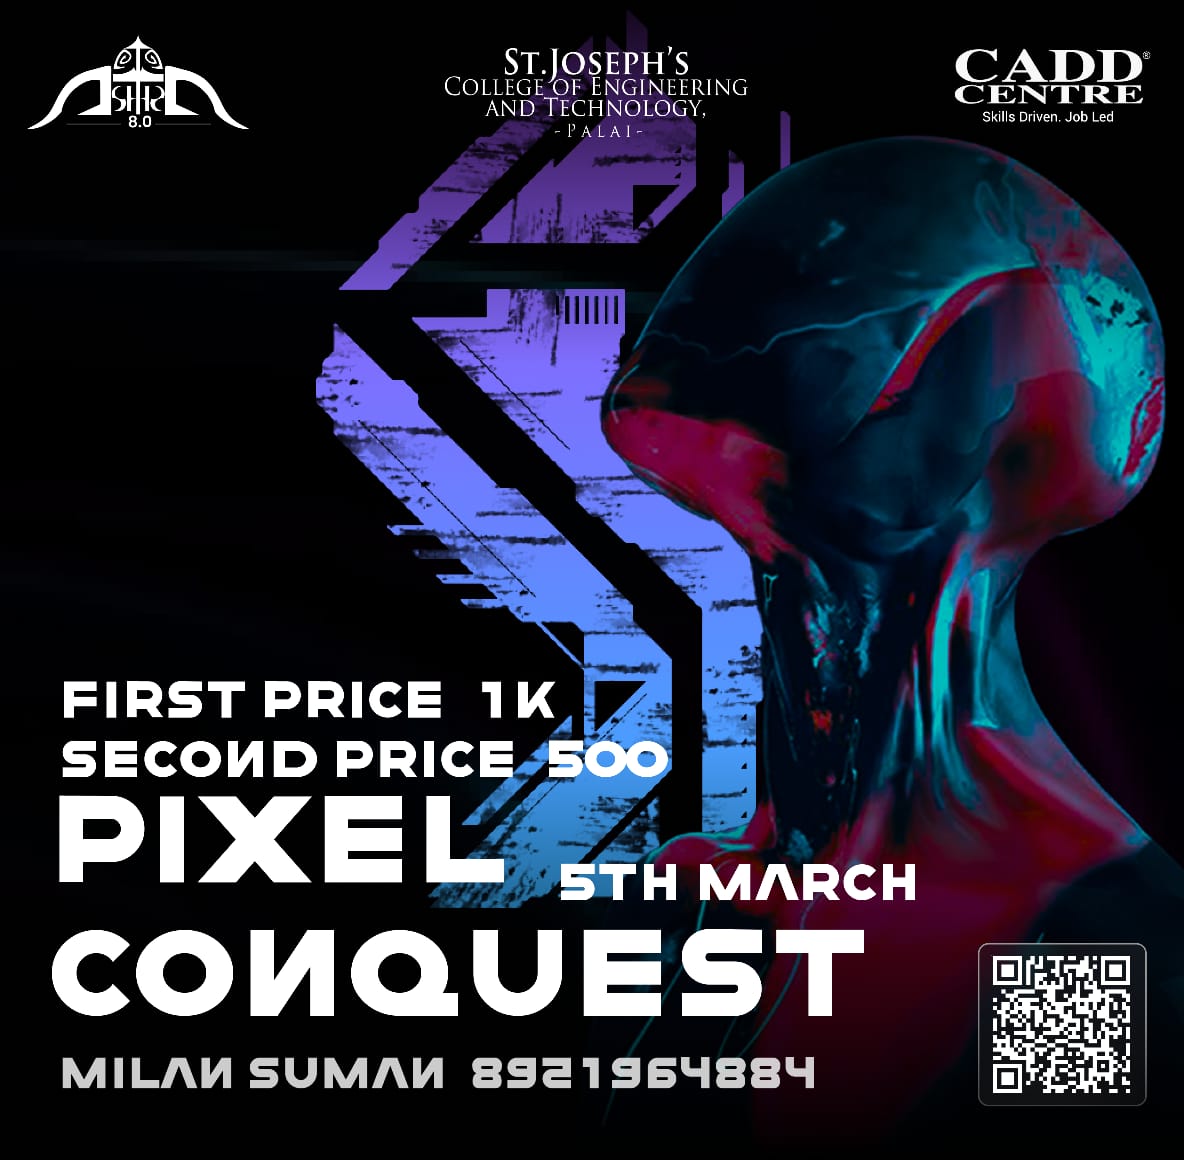 ASTHRA
8.0
ST.JOSEPH'S
COLLEGE OF ENGINEERING
AND TECHNOLOGY,
-PALAI-
CADD®
CENTRE
Skills Driven. Job Led
FIRST PRICE 1K
SECOND PRICE 500
PIXEL
5TH MARCH
CONQUEST
MILAN SUMAN 8921964884